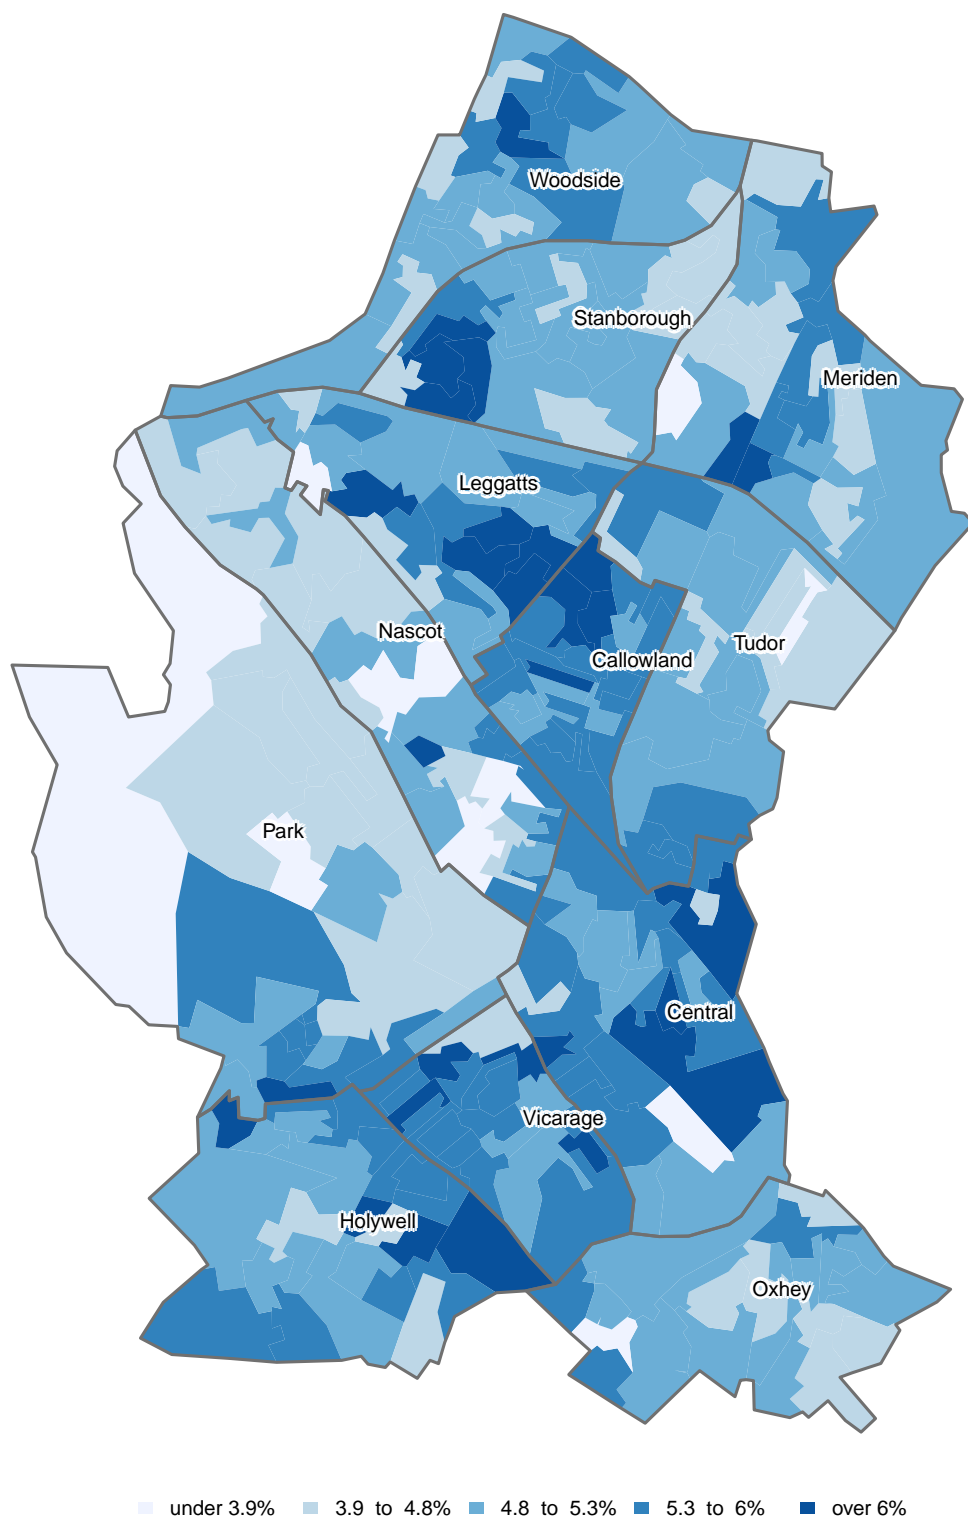 Woodside
Stanborough
Meriden
Leggatts
Nascot
Callowland
Tudor
Park
Central
Vicarage
Holywell
Oxhey
under 3.9% 3.9 to 4.8% 4.8 to 5.3% 5.3 to 6% over 6%